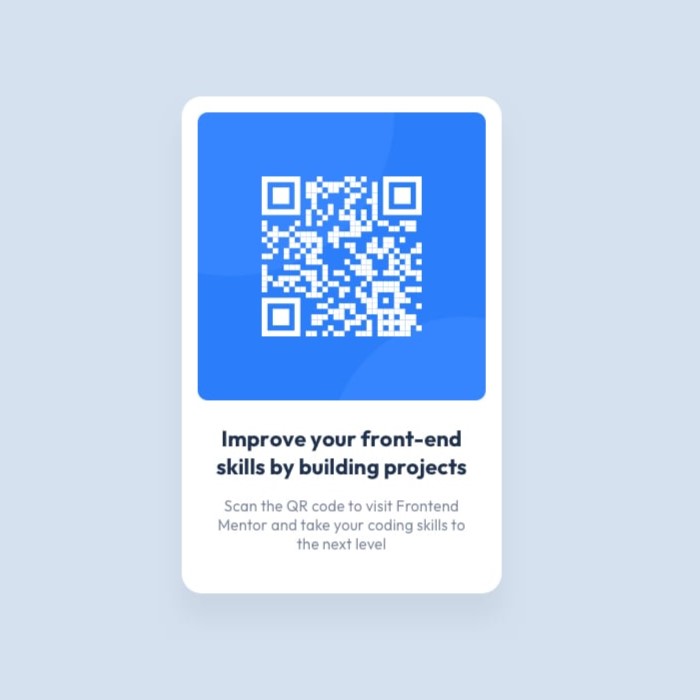 Improve your front-end
skills by building projects
Scan the QR code to visit Frontend
Mentor and take your coding skills to
the next level